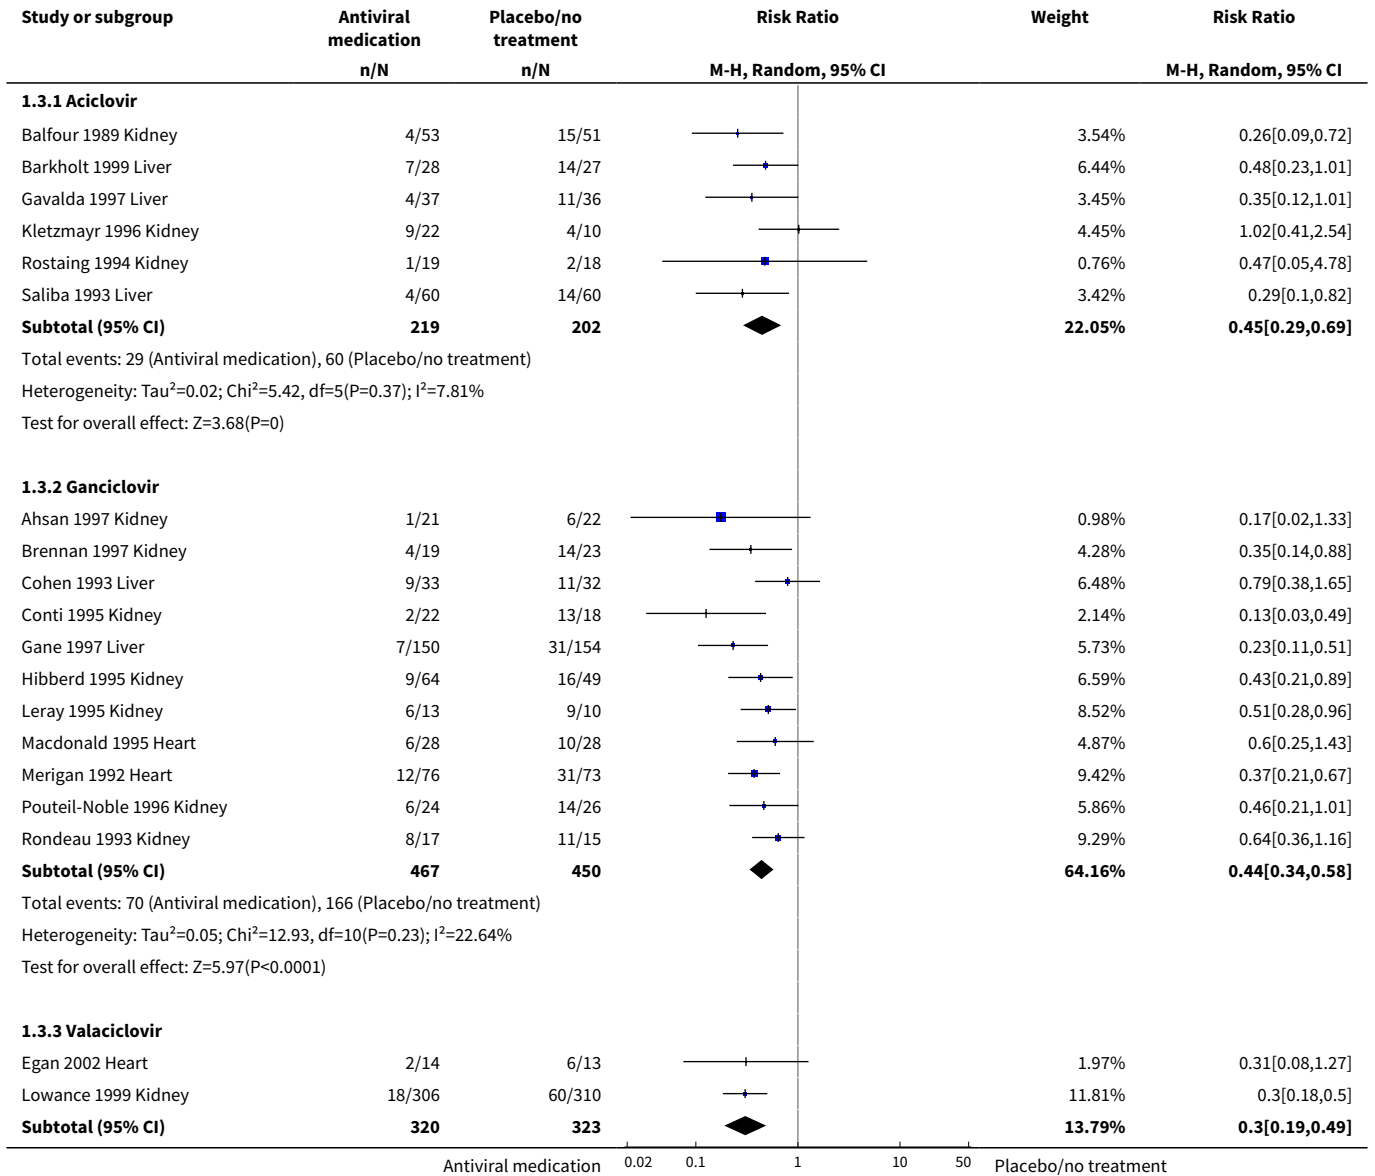 Study or subgroup Antiviral medication Placebo/no treatment Risk Ratio Weight Risk Ratio
n/N n/N M-H, Random, 95% CI M-H, Random, 95% CI
1.3.1 Aciclovir
Balfour 1989 Kidney 4/53 15/51 3.54% 0.26[0.09,0.72]
Barkholt 1999 Liver 7/28 14/27 6.44% 0.48[0.23,1.01]
Gavalda 1997 Liver 4/37 11/36 3.45% 0.35[0.12,1.01]
Kletzmayr 1996 Kidney 9/22 4/10 4.45% 1.02[0.41,2.54]
Rostaing 1994 Kidney 1/19 2/18 0.76% 0.47[0.05,4.78]
Saliba 1993 Liver 4/60 14/60 3.42% 0.29[0.1,0.82]
Subtotal (95% CI) 219 202 22.05% 0.45[0.29,0.69]
Total events: 29 (Antiviral medication), 60 (Placebo/no treatment)
Heterogeneity: Tau²=0.02; Chi²=5.42, df=5(P=0.37); I²=7.81%
Test for overall effect: Z=3.68(P=0)
1.3.2 Ganciclovir
Ahsan 1997 Kidney 1/21 6/22 0.98% 0.17[0.02,1.33]
Brennan 1997 Kidney 4/19 14/23 4.28% 0.35[0.14,0.88]
Cohen 1993 Liver 9/33 11/32 6.48% 0.79[0.38,1.65]
Conti 1995 Kidney 2/22 13/18 2.14% 0.13[0.03,0.49]
Gane 1997 Liver 7/150 31/154 5.73% 0.23[0.11,0.51]
Hibberd 1995 Kidney 9/64 16/49 6.59% 0.43[0.21,0.89]
Leray 1995 Kidney 6/13 9/10 8.52% 0.51[0.28,0.96]
Macdonald 1995 Heart 6/28 10/28 4.87% 0.6[0.25,1.43]
Merigan 1992 Heart 12/76 31/73 9.42% 0.37[0.21,0.67]
Pouteil-Noble 1996 Kidney 6/24 14/26 5.86% 0.46[0.21,1.01]
Rondeau 1993 Kidney 8/17 11/15 9.29% 0.64[0.36,1.16]
Subtotal (95% CI) 467 450 64.16% 0.44[0.34,0.58]
Total events: 70 (Antiviral medication), 166 (Placebo/no treatment)
Heterogeneity: Tau²=0.05; Chi²=12.93, df=10(P=0.23); I²=22.64%
Test for overall effect: Z=5.97(P<0.0001)
1.3.3 Valaciclovir
Egan 2002 Heart 2/14 6/13 1.97% 0.31[0.08,1.27]
Lowance 1999 Kidney 18/306 60/310 11.81% 0.3[0.18,0.5]
Subtotal (95% CI) 320 323 13.79% 0.3[0.19,0.49]
Antiviral medication 0.02 0.1 1 10 50 Placebo/no treatment